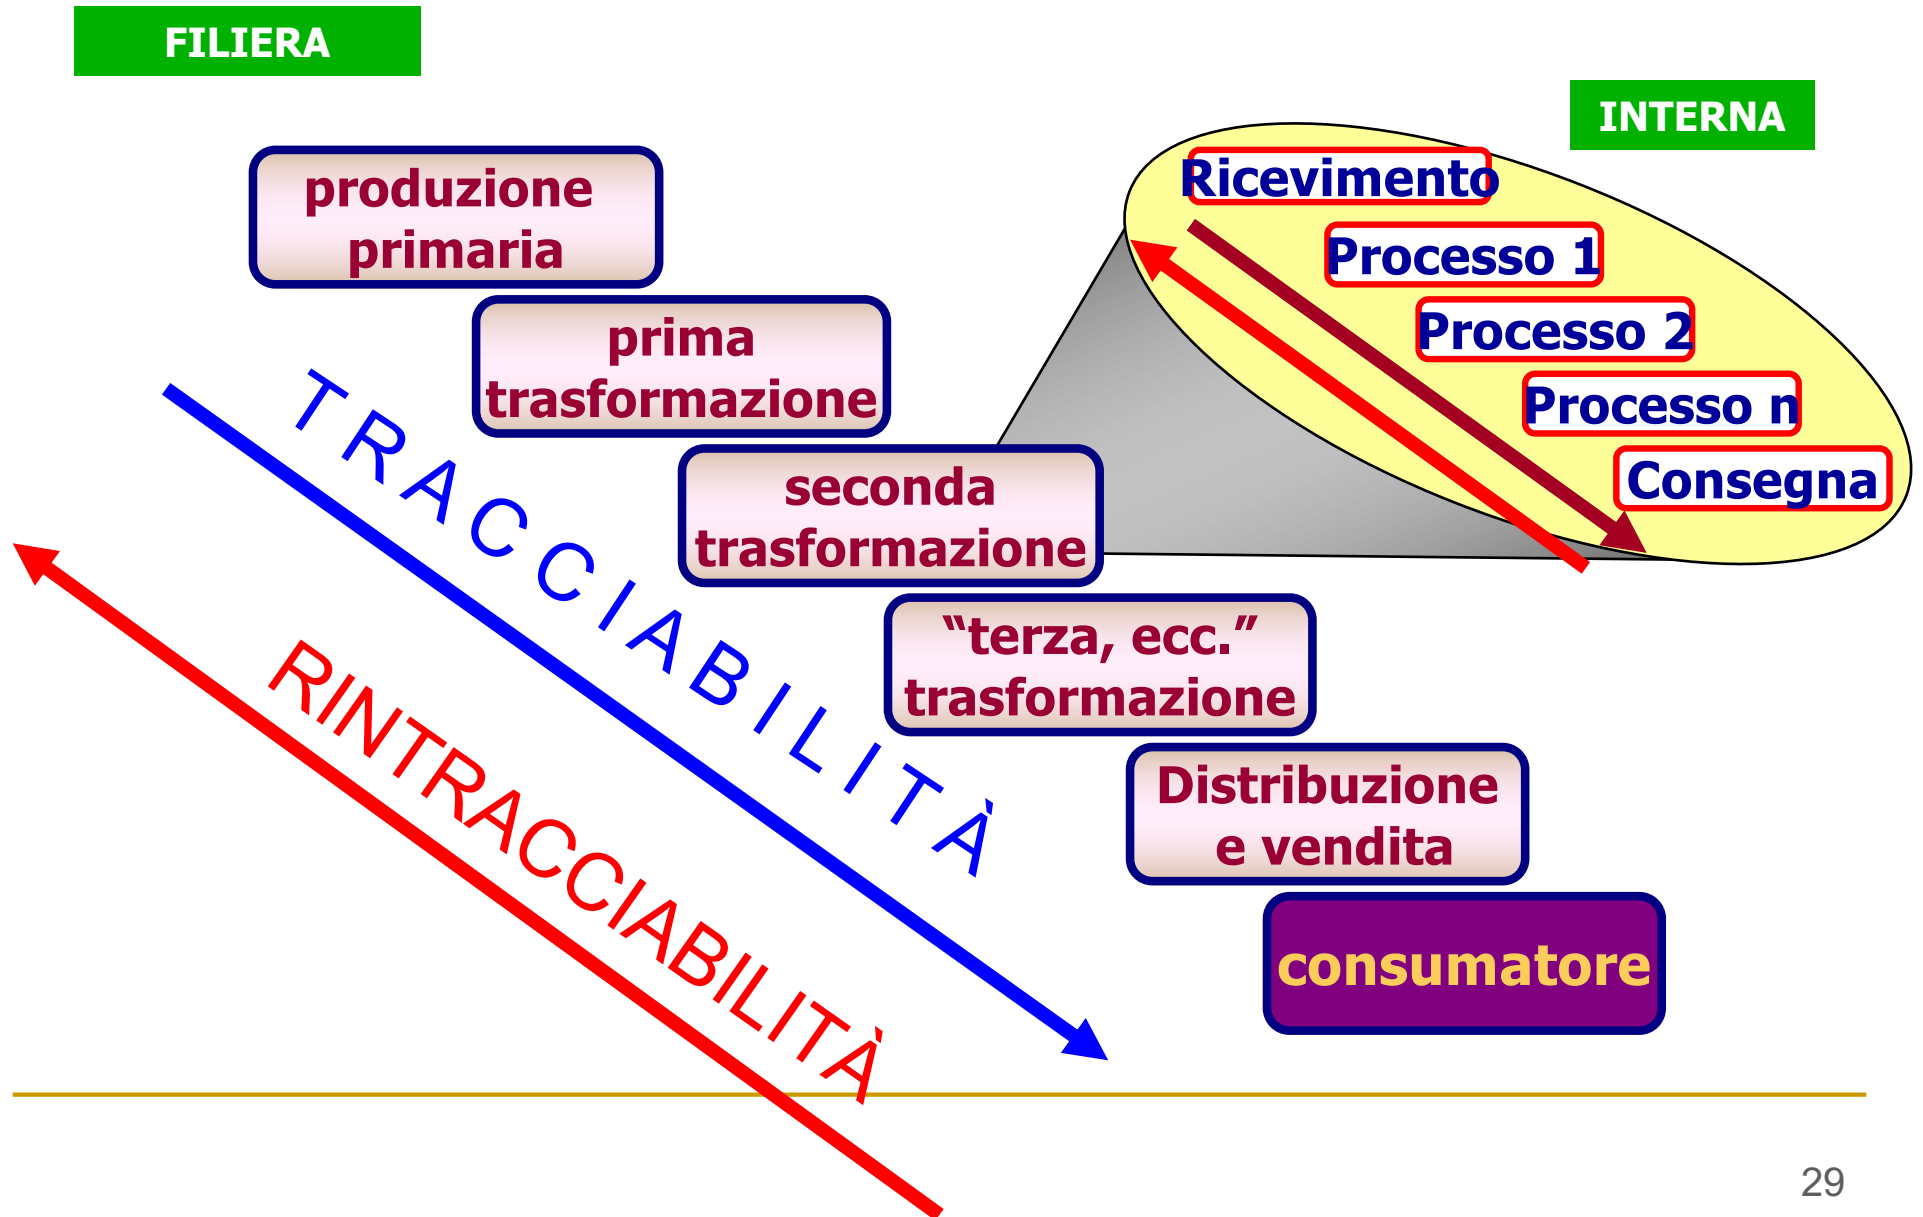 FILIERA
INTERNA
produzione
primaria
prima
trasformazione
seconda
trasformazione
“terza, ecc.”
trasformazione
Distribuzione
e vendita
consumatore
Ricevimento
Processo 1
Processo 2
Processo n
Consegna
T R A C C I A B I L I T À
RINTRACCIABILITÀ
29